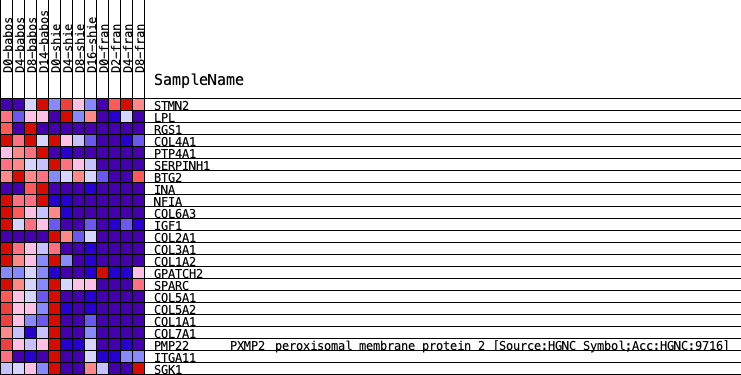 D0-babos
D4-babos
D8-babos
D14-babos
D0-shie
D4-shie
D8-shie
D16-shie
D0-fran
D2-fran
D4-fran
D8-fran
SampleName
STMN2
LPL
RGS1
COL4A1
PTP4A1
SERPINH1
BTG2
INA
NFIA
COL6A3
IGF1
COL2A1
COL3A1
COL1A2
GPATCH2
SPARC
COL5A1
COL5A2
COL1A1
COL7A1
PMP22 PXMP2 peroxisomal membrane protein 2 [Source:HGNC Symbol;Acc:HGNC:9716]
ITGA11
SGK1